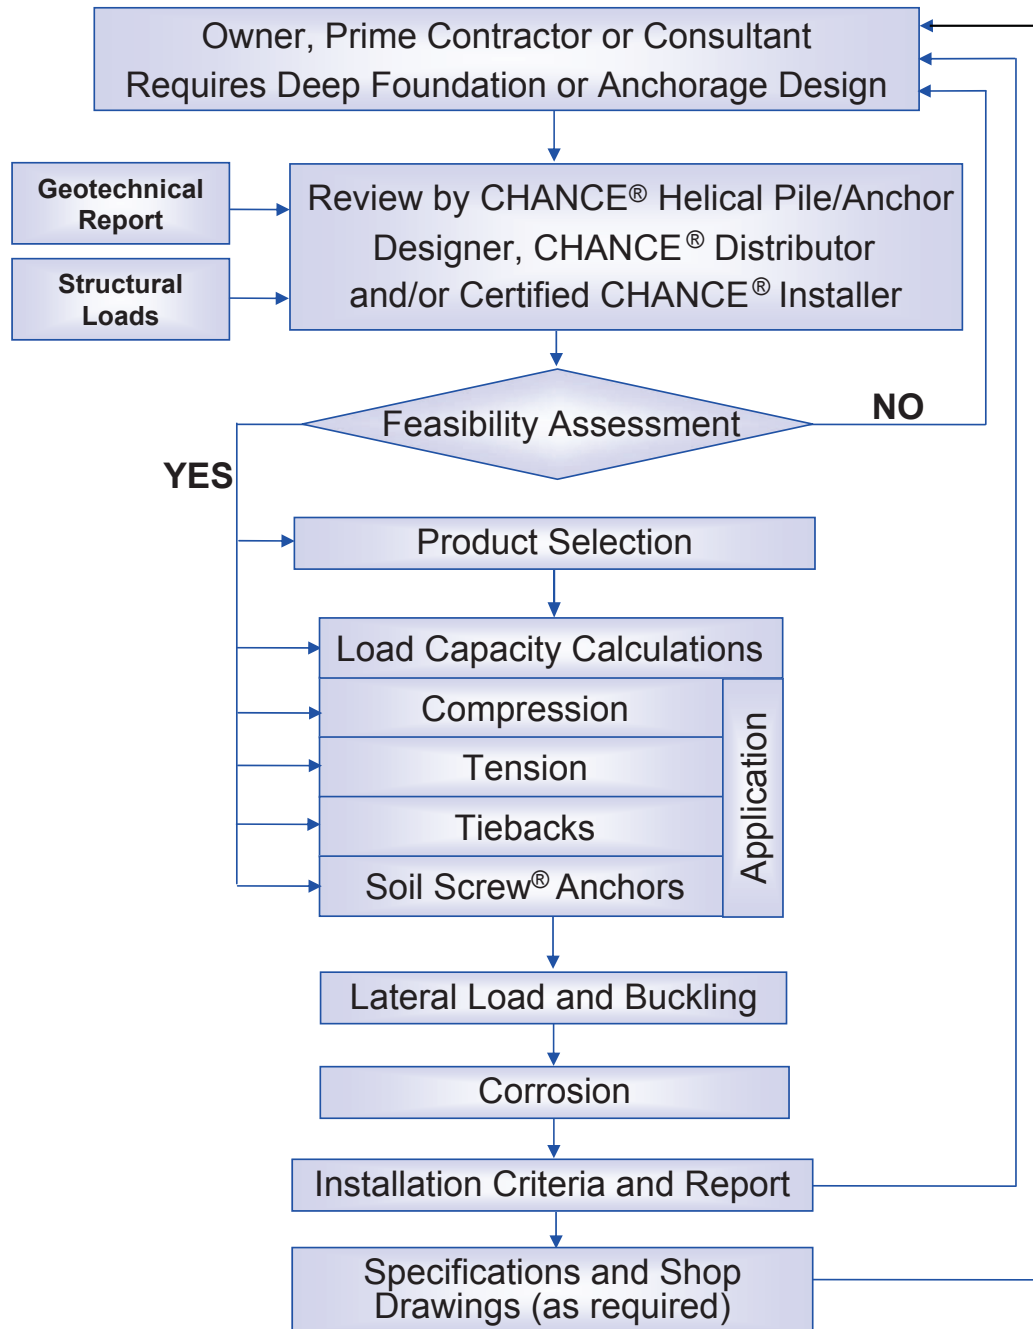 Owner, Prime Contractor or Consultant
Requires Deep Foundation or Anchorage Design
Geotechnical
Report
Structural
Loads
Review by CHANCE® Helical Pile/Anchor
Designer, CHANCE® Distributor
and/or Certified CHANCE® Installer
Feasibility Assessment
NO
YES
Product Selection
Load Capacity Calculations
Compression
Tension
Tiebacks
Soil Screw® Anchors
Application
Lateral Load and Buckling
Corrosion
Installation Criteria and Report
Specifications and Shop
Drawings (as required)